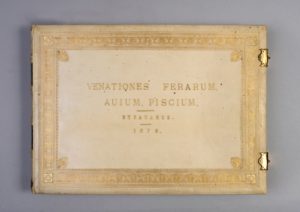 VENATIONES FERARUM,
AUIUM, PISCIUM,
STRADANUS.
1578.